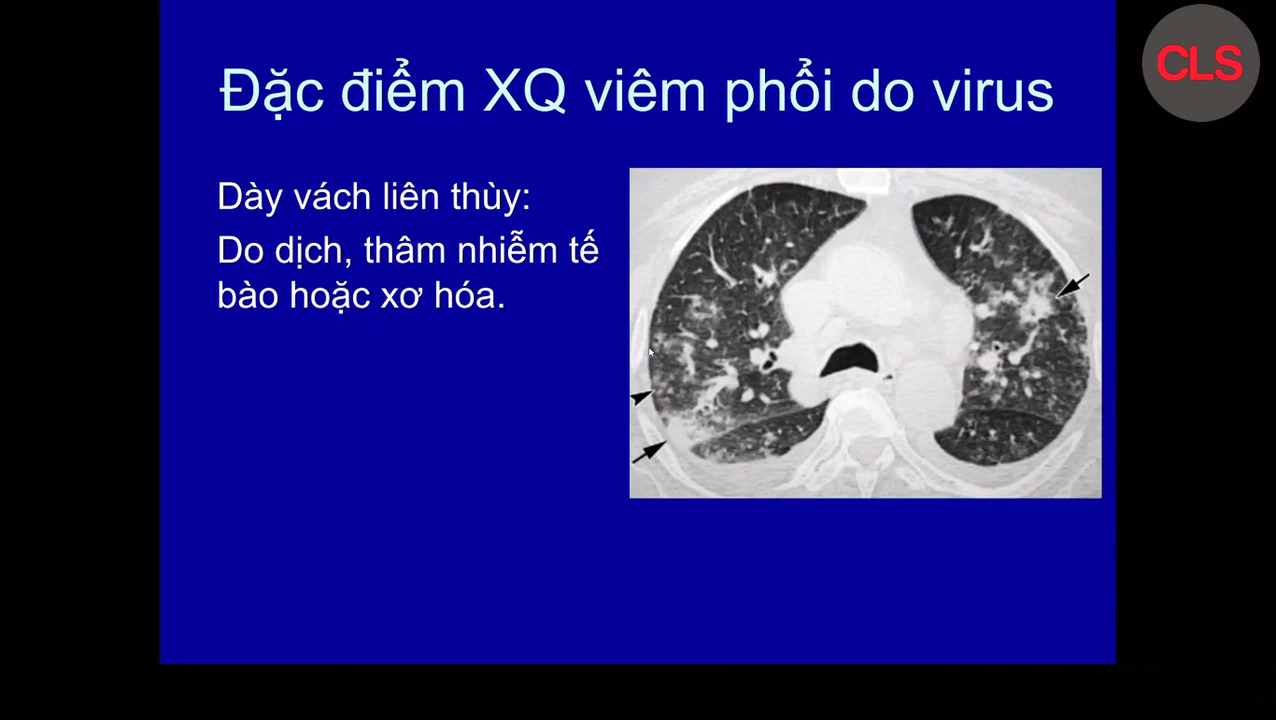 Đặc điểm XQ viêm phổi do virus
CLS
Dày vách liên thùy:
Do dịch, thâm nhiễm tế
bào hoặc xơ hóa.